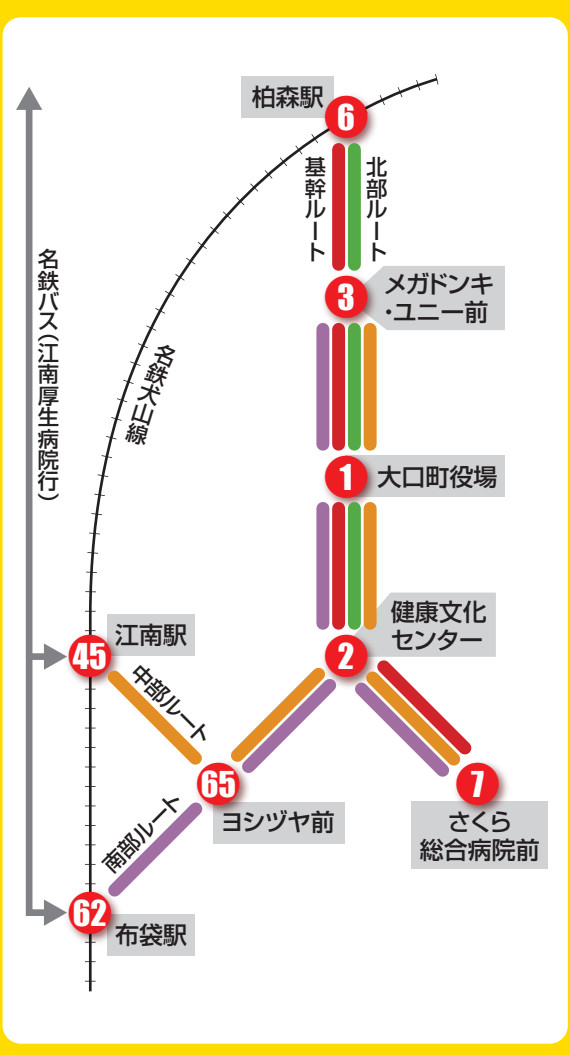 柏森駅
6
基幹ルート
北部ルート
3
メガドンキ
・ユニー前
名鉄バス（江南厚生病院行）
名鉄犬山線
1
大口町役場
健康文化
センター
2
江南駅
45
中部ルート
65
ヨシヅヤ前
7
さくら
総合病院前
南部ルート
62
布袋駅